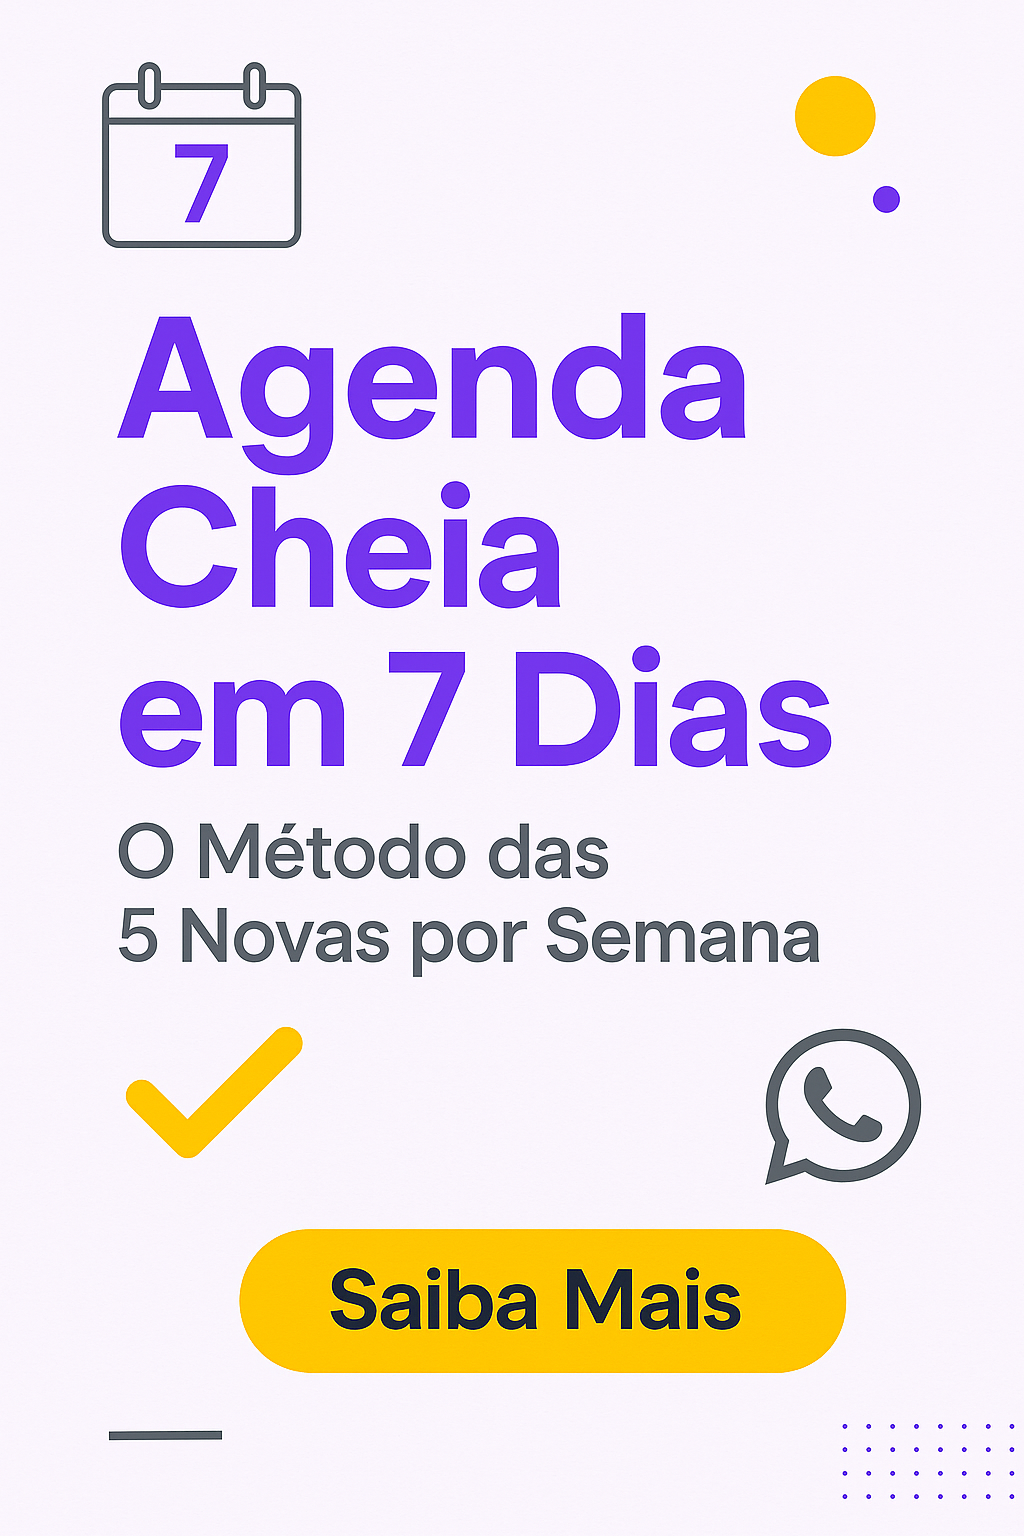 7
Agenda
Cheia
em 7 Dias
O Método das
5 Novas por Semana
Saiba Mais